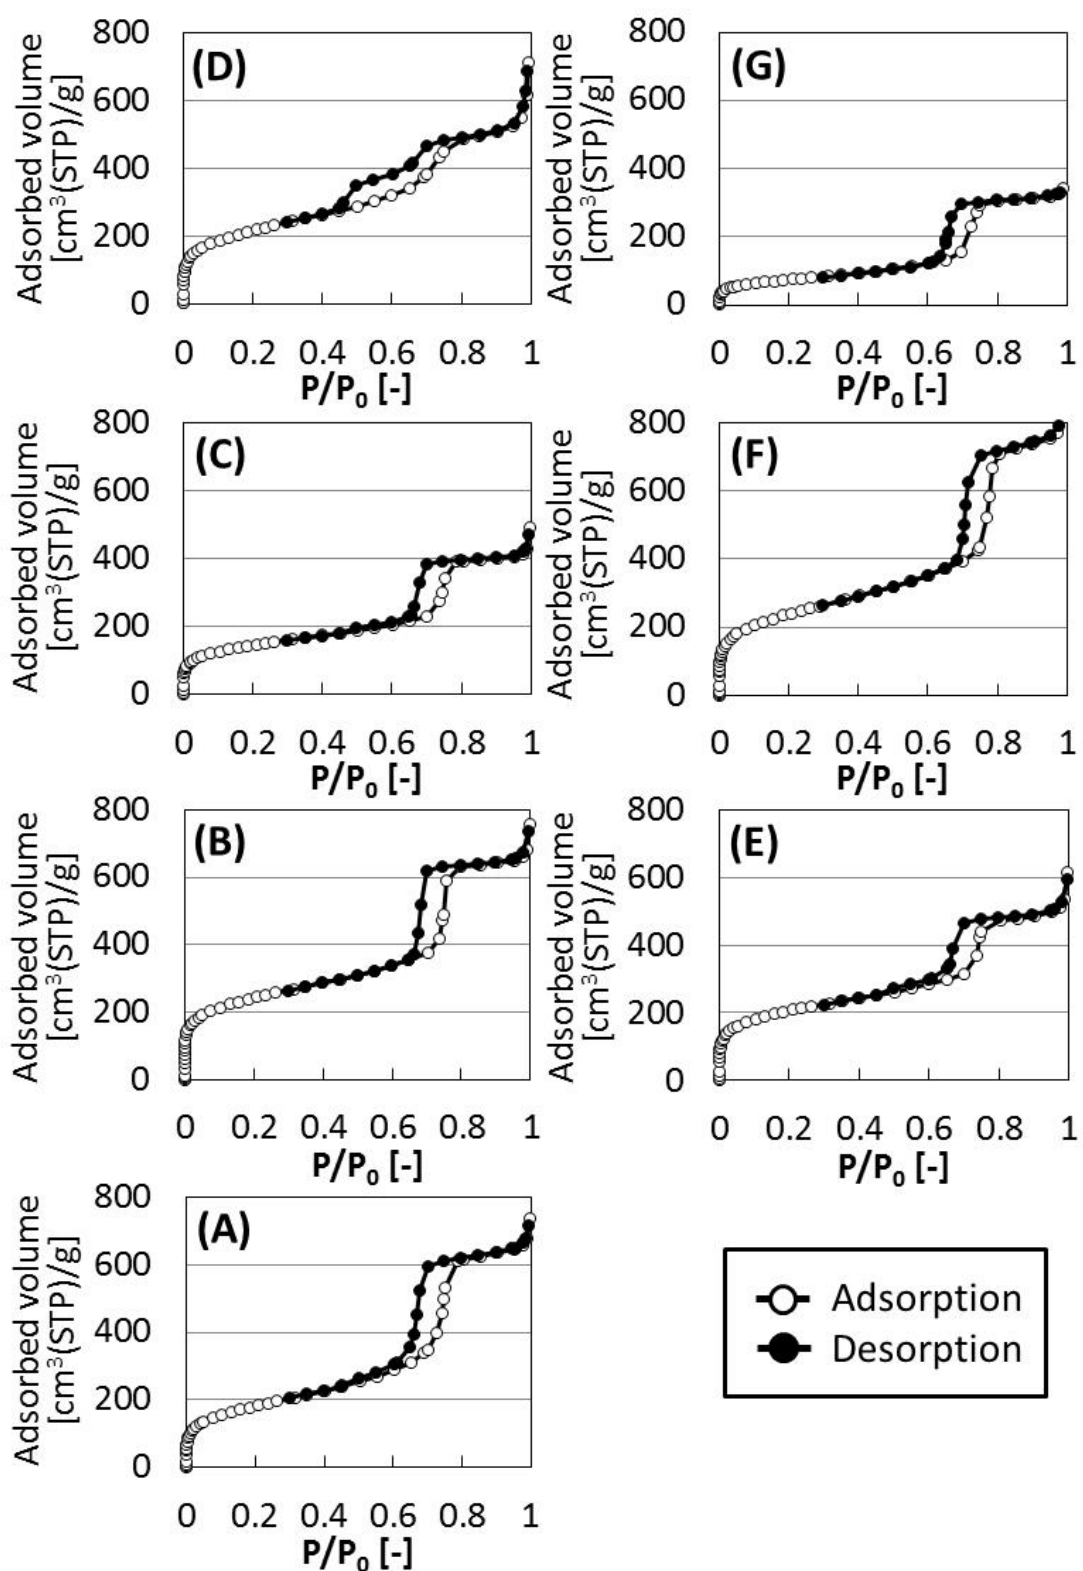 Adsorbed volume
[cm³(STP)/g]
800
600
400
200
0
(D)
0 0.2 0.4 0.6 0.8 1
P/P₀ [-]
Adsorbed volume
[cm³(STP)/g]
800
600
400
200
0
(G)
0 0.2 0.4 0.6 0.8 1
P/P₀ [-]
Adsorbed volume
[cm³(STP)/g]
800
600
400
200
0
(C)
0 0.2 0.4 0.6 0.8 1
P/P₀ [-]
Adsorbed volume
[cm³(STP)/g]
800
600
400
200
0
(F)
0 0.2 0.4 0.6 0.8 1
P/P₀ [-]
Adsorbed volume
[cm³(STP)/g]
800
600
400
200
0
(B)
0 0.2 0.4 0.6 0.8 1
P/P₀ [-]
Adsorbed volume
[cm³(STP)/g]
800
600
400
200
0
(E)
0 0.2 0.4 0.6 0.8 1
P/P₀ [-]
Adsorbed volume
[cm³(STP)/g]
800
600
400
200
0
(A)
0 0.2 0.4 0.6 0.8 1
P/P₀ [-]
Adsorption
Desorption